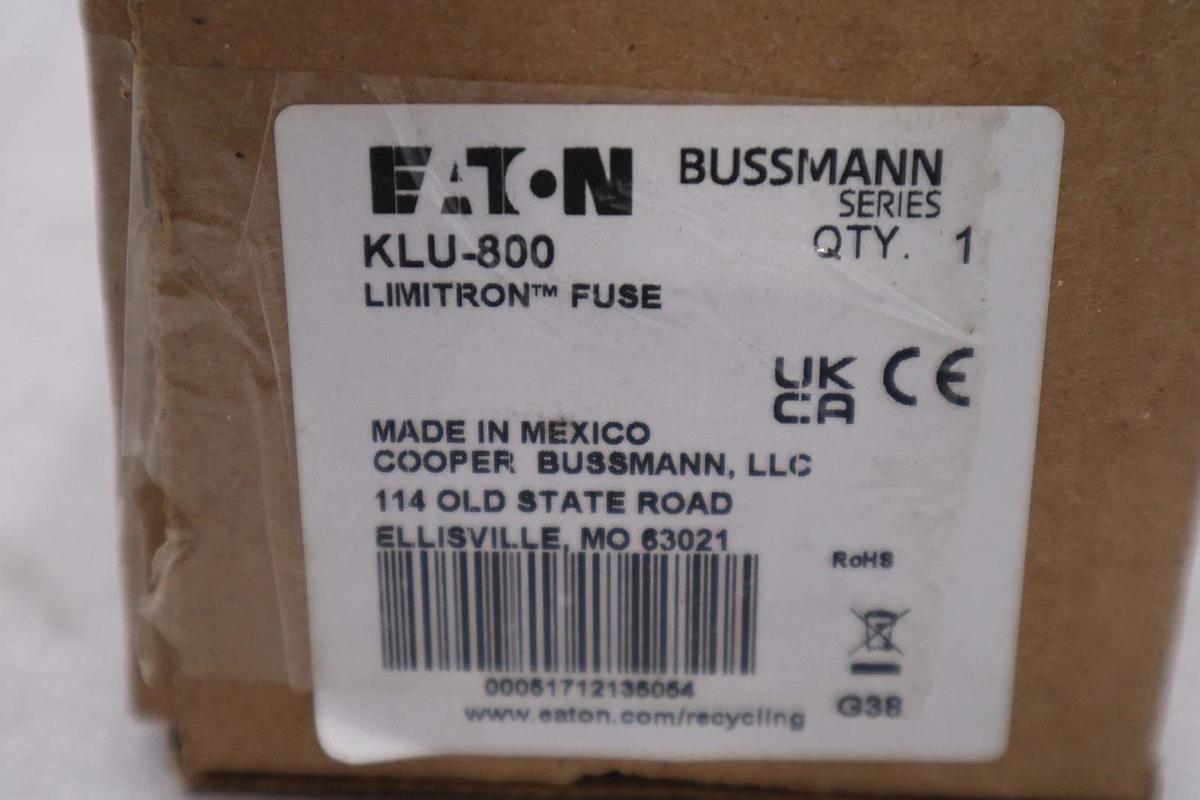 EATON
BUSSMANN
SERIES
KLU-800
QTY. 1
LIMITRON™ FUSE
UK
CA
CE
MADE IN MEXICO
COOPER BUSSMANN, LLC
114 OLD STATE ROAD
ELLISVILLE, MO 63021
RoHS
00051712135054
www.eaton.com/recycling
G38